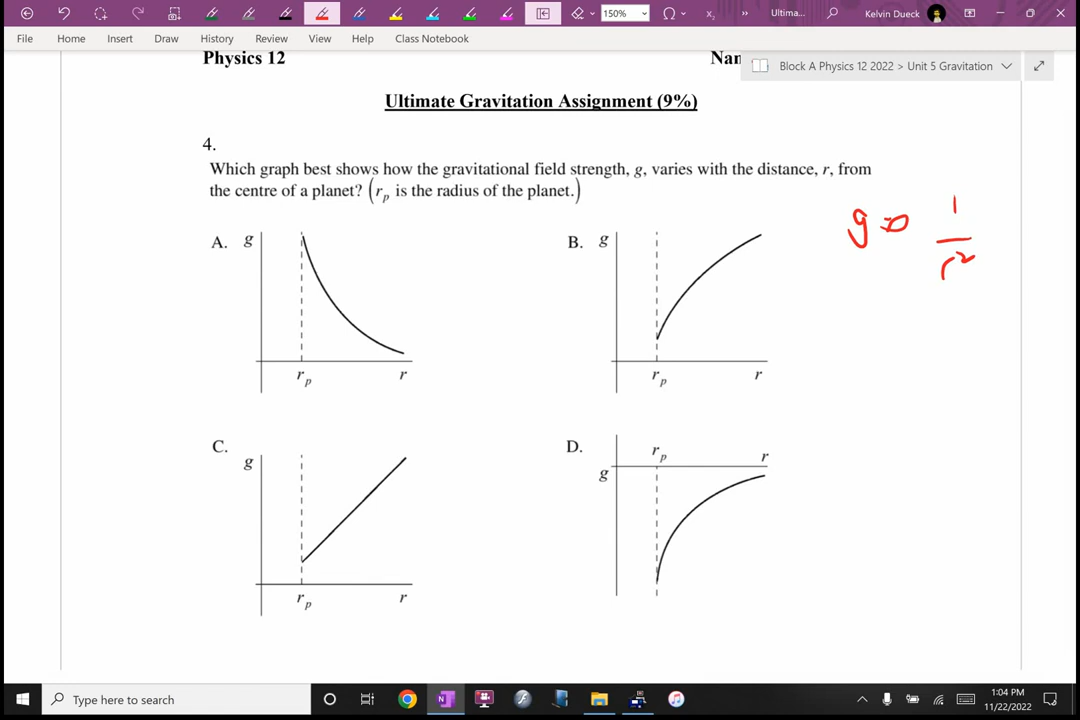 150%
Ultima...
Kelvin Dueck
File Home Insert Draw History Review View Help Class Notebook
Physics 12
Nan
Block A Physics 12 2022 > Unit 5 Gravitation
Ultimate Gravitation Assignment (9%)
4.
Which graph best shows how the gravitational field strength, g, varies with the distance, r, from
the centre of a planet? (rₚ is the radius of the planet.)
g ∝ 1/r²
A. g
rₚ r
B. g
rₚ r
C.
g
rₚ r
D.
rₚ r
g
Type here to search
1:04 PM
11/22/2022